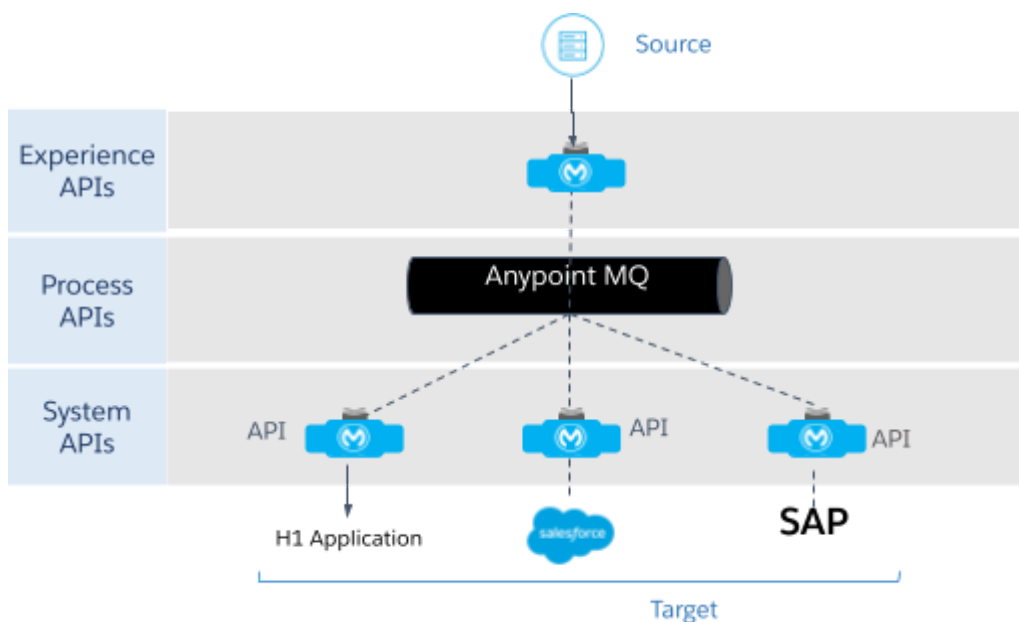 Source
Experience
APIs
Process
APIs
Anypoint MQ
System
APIs
API
API
API
H1 Application
salesforce
SAP
Target